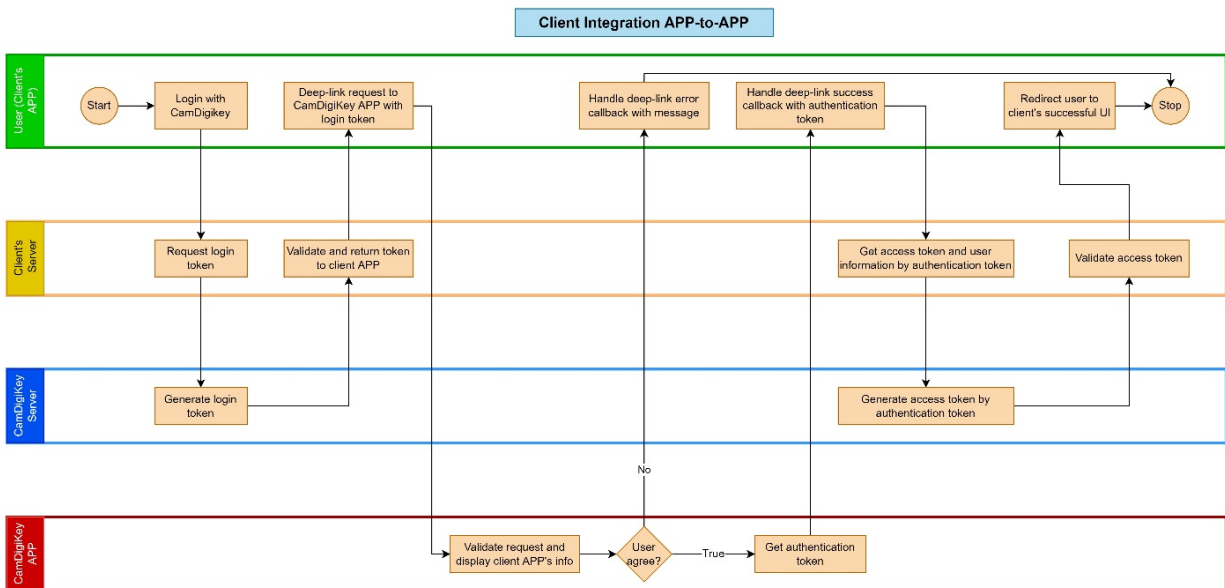 Client Integration APP-to-APP
User (Client's
APP)
Start
Login with
CamDigikey
Deep-link request to
CamDigiKey APP with
login token
Handle deep-link error
callback with message
Handle deep-link success
callback with authentication
token
Redirect user to
client's successful UI
Stop
Client's
Server
Request login
token
Validate and return token
to client APP
Get access token and user
information by authentication token
Validate access token
CamDigiKey
Server
Generate login
token
Generate access token by
authentication token
No
CamDigiKey
APP
Validate request and
display client APP's info
User
agree?
True
Get authentication
token